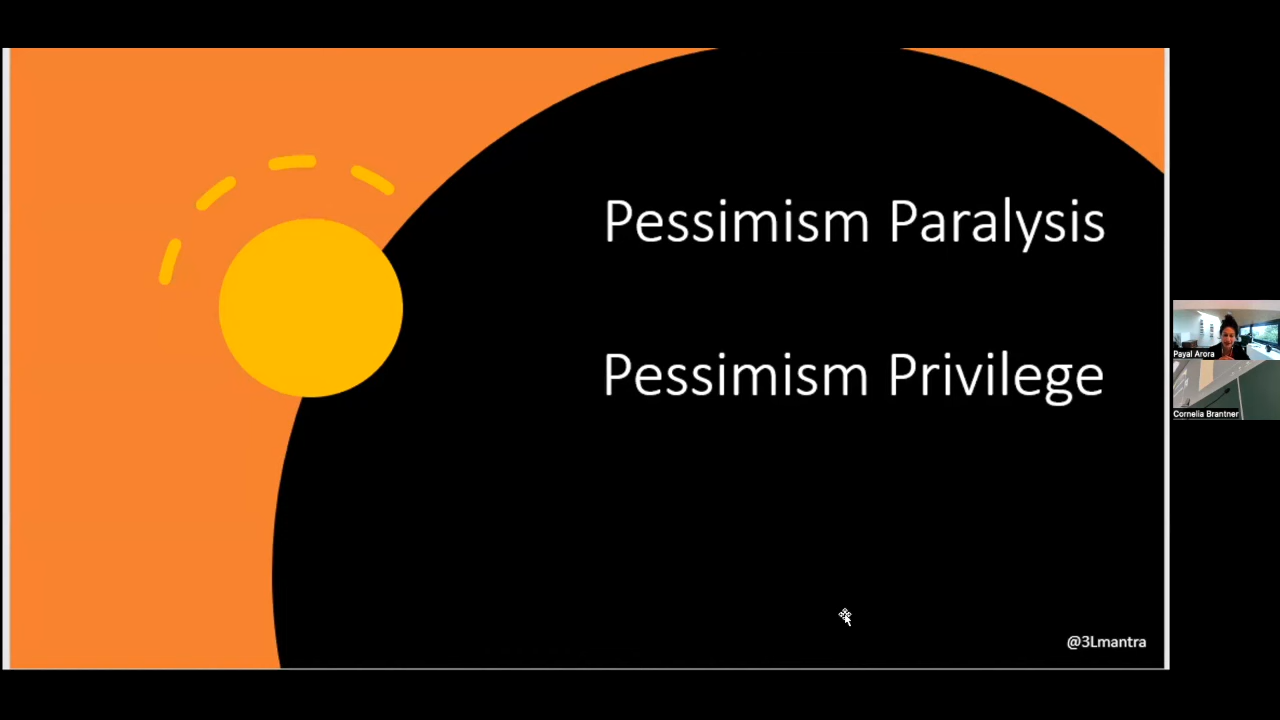 Pessimism Paralysis
Pessimism Privilege
@3Lmantra
Payal Arora
Cornelia Brantner